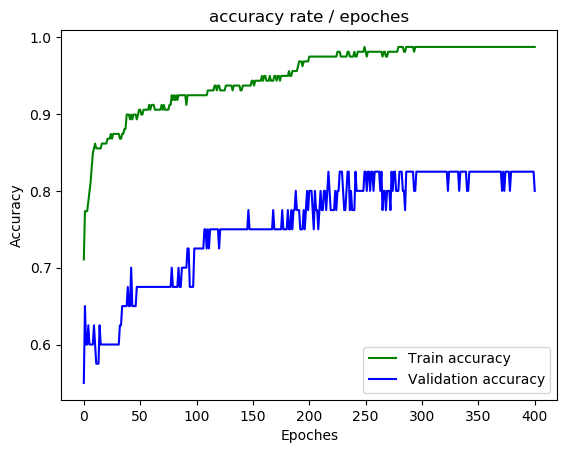 accuracy rate / epoches
1.0
0.9
0.8
0.7
0.6
Accuracy
0
50
100
150
200
250
300
350
400
Epoches
Train accuracy
Validation accuracy